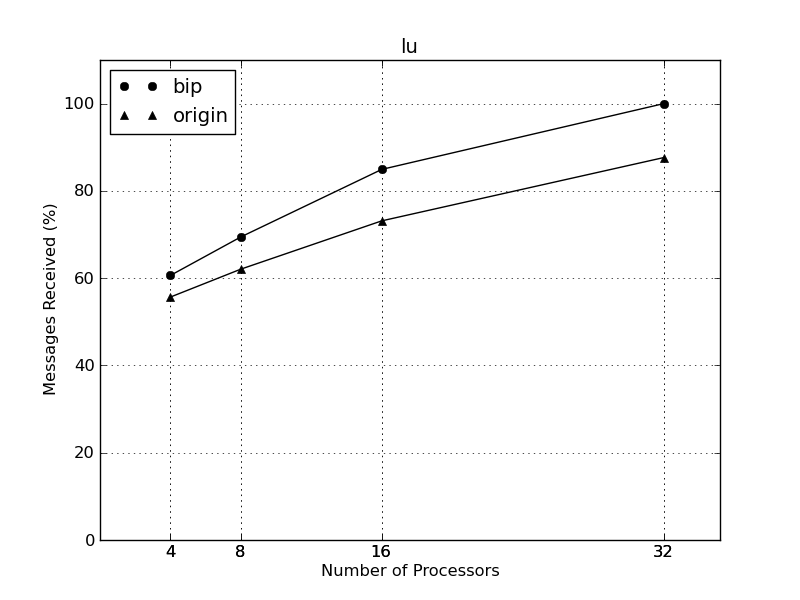 lu
bip
origin
Messages Received (%)
100
80
60
40
20
0
4 8 16 32
Number of Processors